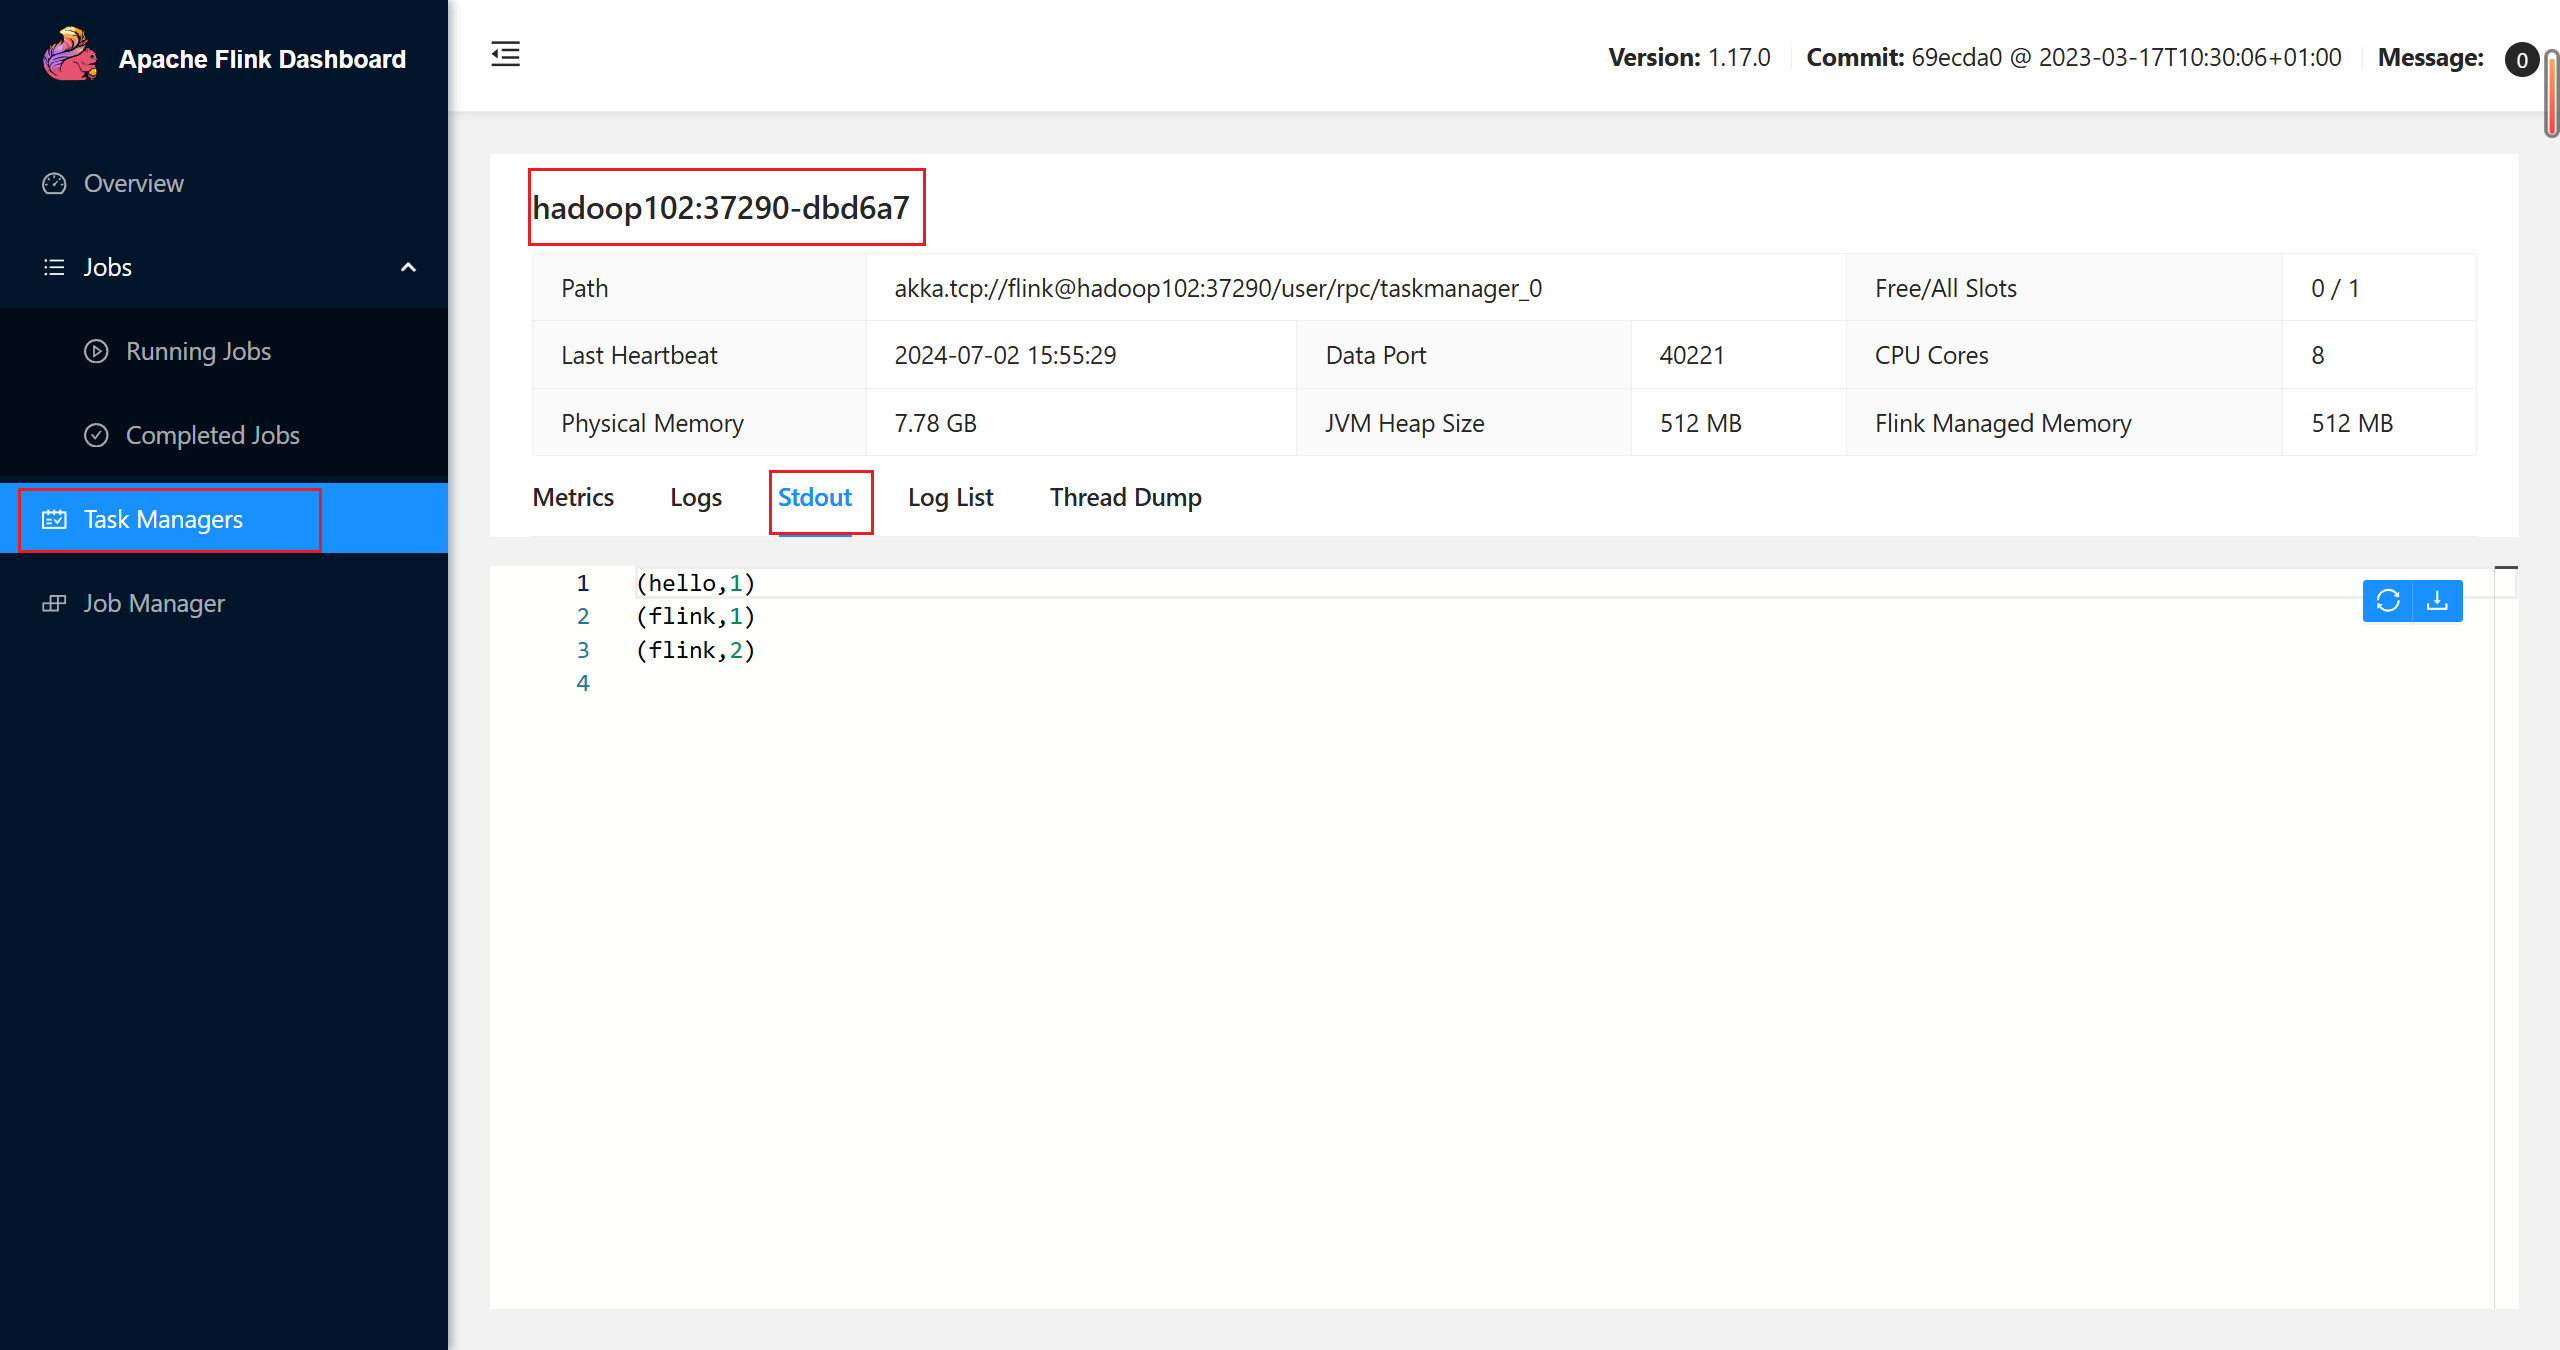 Apache Flink Dashboard
Version: 1.17.0 Commit: 69ecda0 @ 2023-03-17T10:30:06+01:00 Message: 0
Overview
Jobs
Running Jobs
Completed Jobs
Task Managers
Job Manager
hadoop102:37290-dbd6a7
Path akka.tcp://flink@hadoop102:37290/user/rpc/taskmanager_0 Free/All Slots 0 / 1
Last Heartbeat 2024-07-02 15:55:29 Data Port 40221 CPU Cores 8
Physical Memory 7.78 GB JVM Heap Size 512 MB Flink Managed Memory 512 MB
Metrics Logs Stdout Log List Thread Dump
1 (hello,1)
2 (flink,1)
3 (flink,2)
4